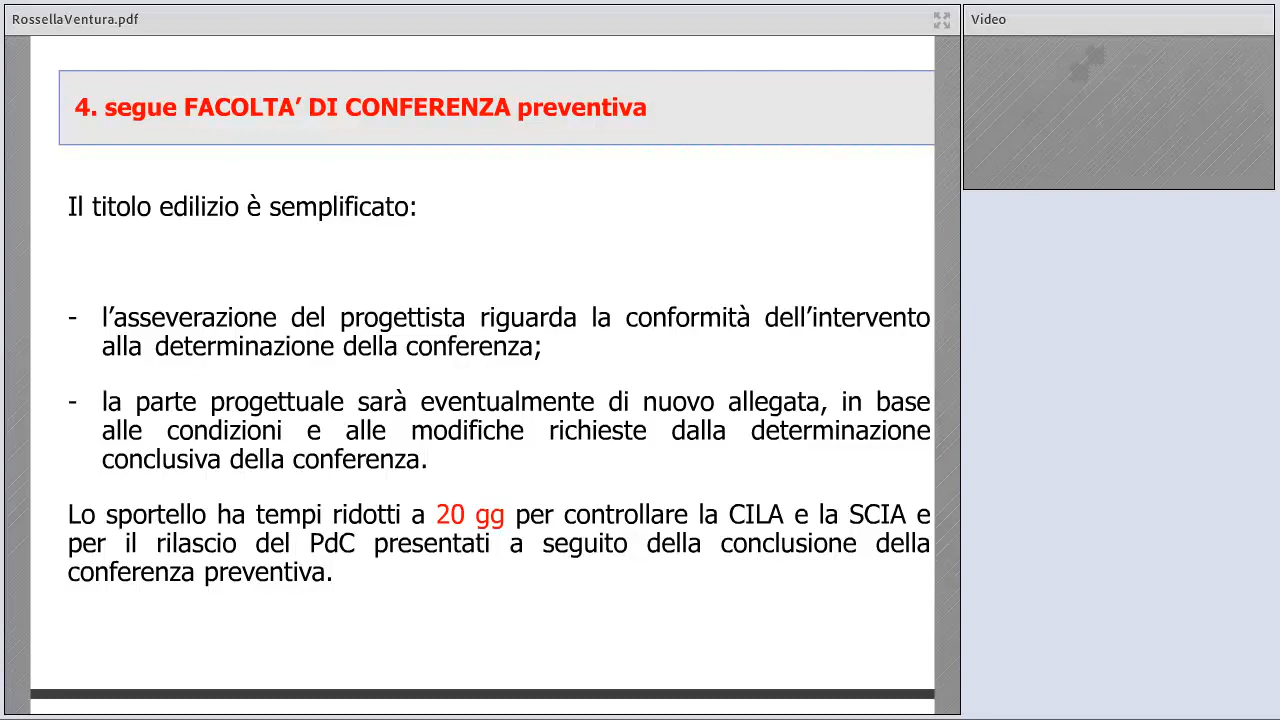 RossellaVentura.pdf
Video
4. segue FACOLTA’ DI CONFERENZA preventiva
Il titolo edilizio è semplificato:
- l’asseverazione del progettista riguarda la conformità dell’intervento
alla determinazione della conferenza;
- la parte progettuale sarà eventualmente di nuovo allegata, in base
alle condizioni e alle modifiche richieste dalla determinazione
conclusiva della conferenza.
Lo sportello ha tempi ridotti a 20 gg per controllare la CILA e la SCIA e
per il rilascio del PdC presentati a seguito della conclusione della
conferenza preventiva.